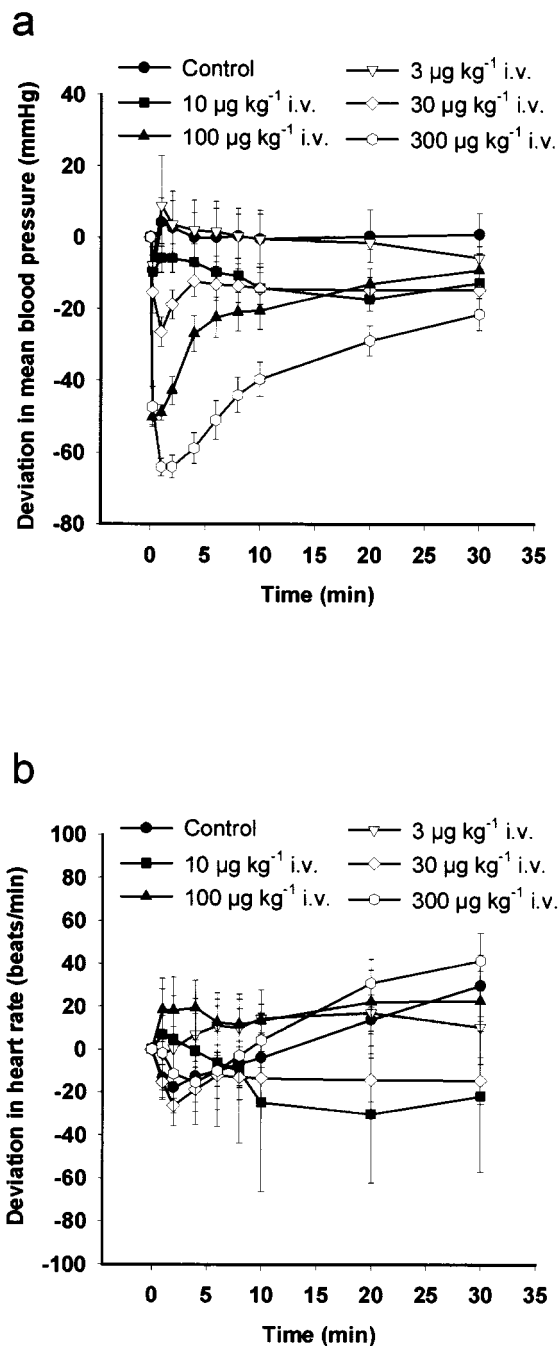 a
Control
3 µg kg⁻¹ i.v.
10 µg kg⁻¹ i.v.
30 µg kg⁻¹ i.v.
100 µg kg⁻¹ i.v.
300 µg kg⁻¹ i.v.
Deviation in mean blood pressure (mmHg)
40
20
0
-20
-40
-60
-80
0 5 10 15 20 25 30 35
Time (min)
b
Control
3 µg kg⁻¹ i.v.
10 µg kg⁻¹ i.v.
30 µg kg⁻¹ i.v.
100 µg kg⁻¹ i.v.
300 µg kg⁻¹ i.v.
Deviation in heart rate (beats/min)
100
80
60
40
20
0
-20
-40
-60
-80
-100
0 5 10 15 20 25 30 35
Time (min)